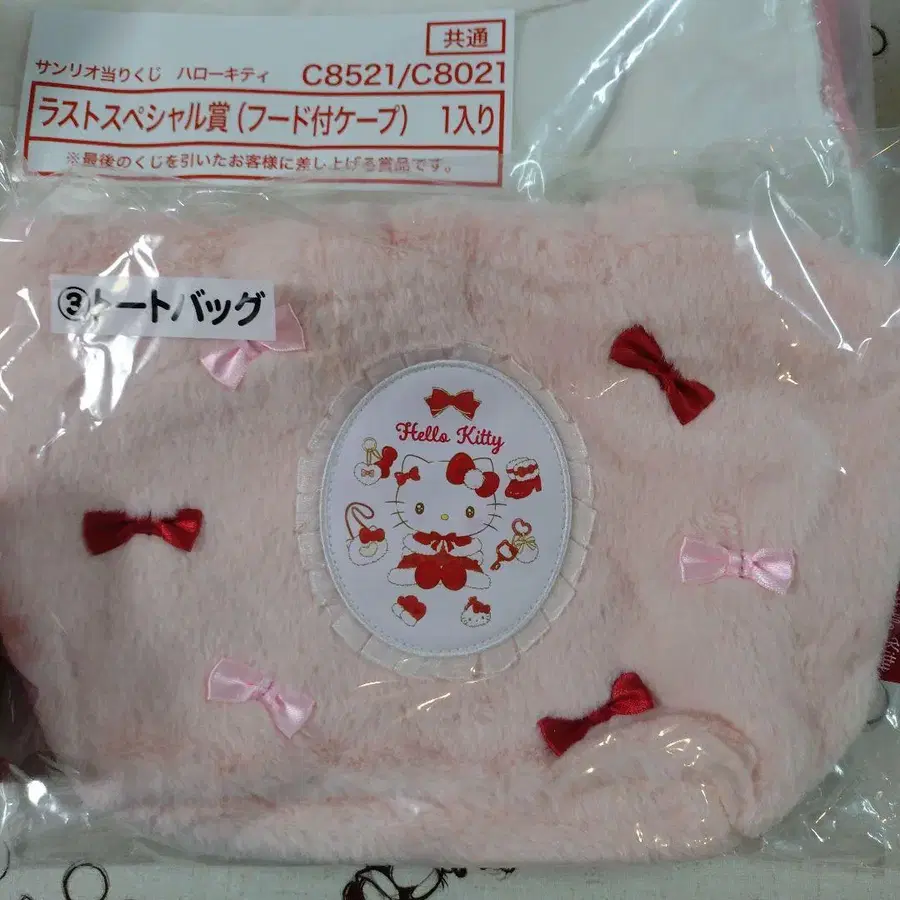 共通
サンリオ当りくじ ハローキティ C8521/C8021
ラストスペシャル賞(フード付ケープ) 1入り
※最後のくじを引いたお客様に差し上げる賞品です。
③トートバッグ
Hello Kitty
Hello Kitty